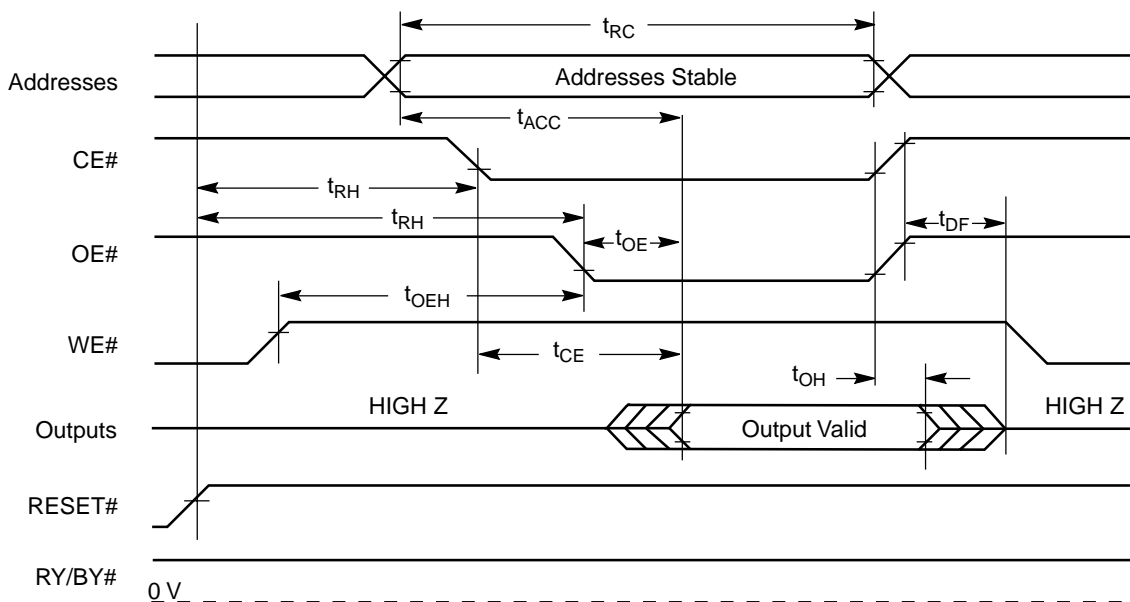 tRC
Addresses
Addresses Stable
tACC
CE#
tRH
tRH
tDF
OE#
tOE
tOEH
WE#
tCE
tOH
HIGH Z
HIGH Z
Outputs
Output Valid
RESET#
RY/BY#
0 V